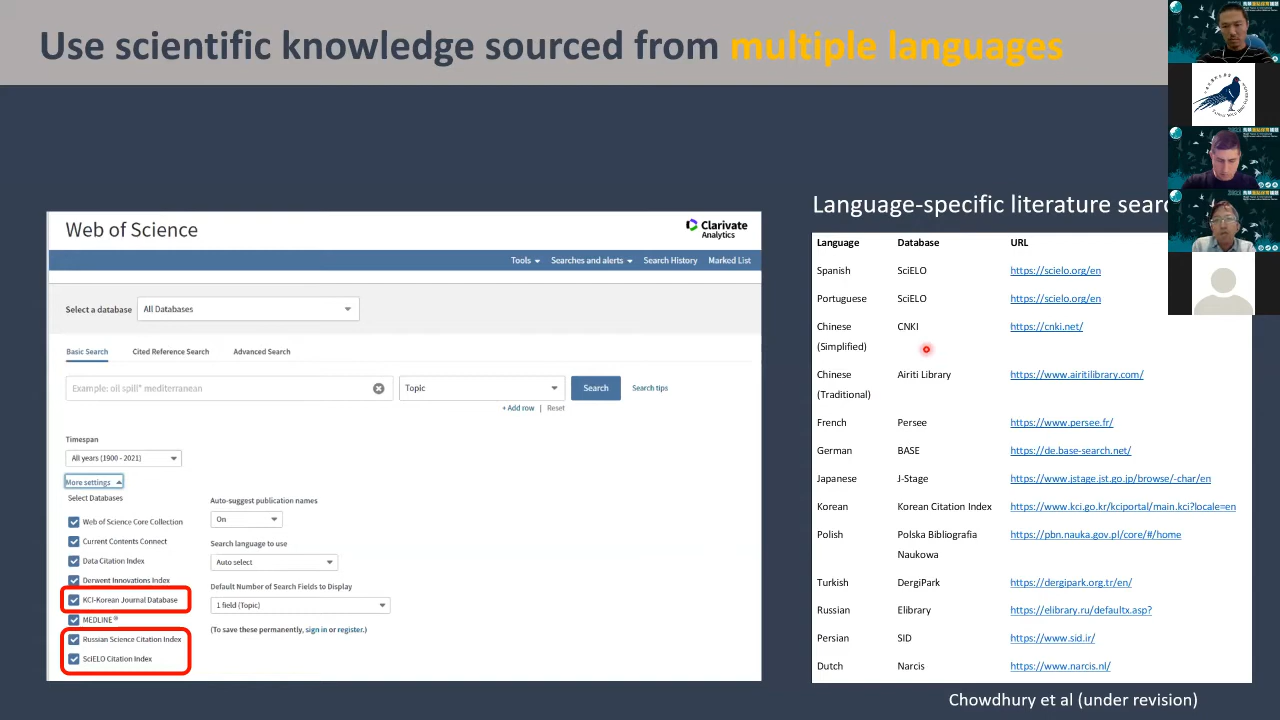 Use scientific knowledge sourced from multiple languages
Web of Science
Clarivate
Analytics
Tools
Searches and alerts
Search History
Marked List
Select a database
All Databases
Basic Search
Cited Reference Search
Advanced Search
Example: oil spill* mediterranean
Topic
Search
Search tips
+ Add row | Reset
Timespan
All years (1900 - 2021)
More settings
Select Databases
Web of Science Core Collection
Current Contents Connect
Data Citation Index
Derwent Innovations Index
KCI-Korean Journal Database
MEDLINE®
Russian Science Citation Index
SciELO Citation Index
Auto-suggest publication names
On
Search language to use
Auto select
Default Number of Search Fields to Display
1 field (Topic)
(To save these permanently, sign in or register.)
Language-specific literature
Language Database URL
Spanish SciELO https://scielo.org/en
Portuguese SciELO https://scielo.org/en
Chinese CNKI https://cnki.net/
(Simplified)
Chinese Airiti Library https://www.airitilibrary.com/
(Traditional)
French Persee https://www.persee.fr/
German BASE https://de.base-search.net/
Japanese J-Stage https://www.jstage.jst.go.jp/browse/-char/en
Korean Korean Citation Index https://www.kci.go.kr/kciportal/main.kci?locale=en
Polish Polska Bibliografia https://pbn.nauka.gov.pl/core/#/home
Naukowa
Turkish DergiPark https://dergipark.org.tr/en/
Russian Elibrary https://elibrary.ru/defaultx.asp?
Persian SID https://www.sid.ir/
Dutch Narcis https://www.narcis.nl/
Chowdhury et al (under revision)